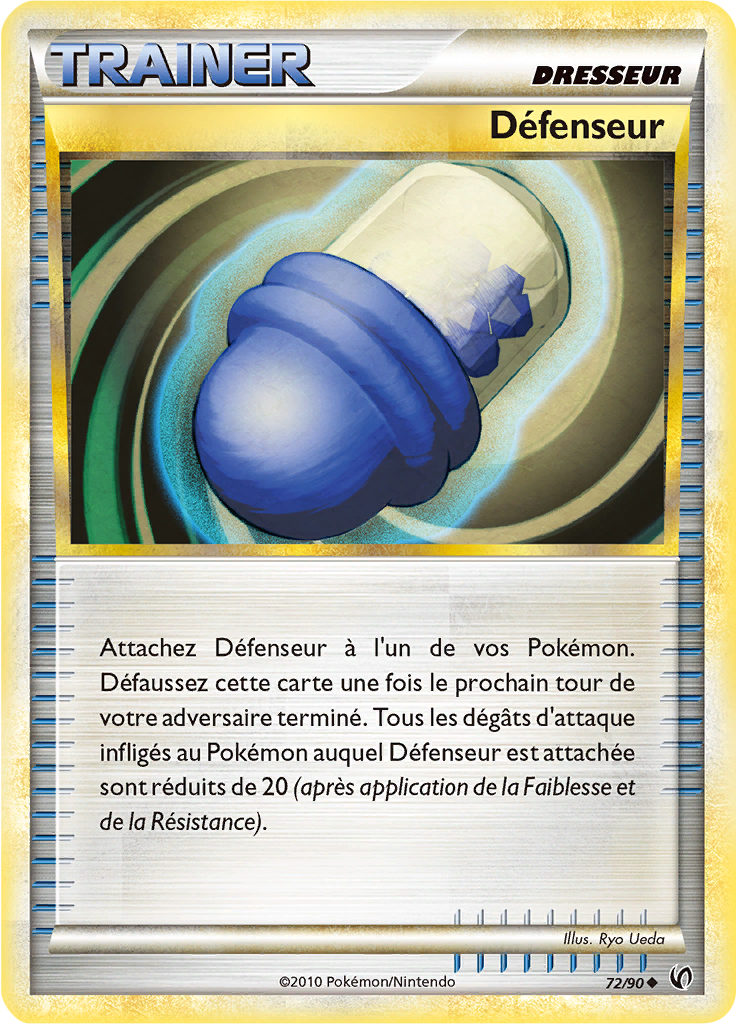 TRAINER
DRESSEUR
Défenseur
Attachez Défenseur à l'un de vos Pokémon.
Défaussez cette carte une fois le prochain tour de
votre adversaire terminé. Tous les dégâts d'attaque
infligés au Pokémon auquel Défenseur est attachée
sont réduits de 20 (après application de la Faiblesse et
de la Résistance).
Illus. Ryo Ueda
©2010 Pokémon/Nintendo
72/90